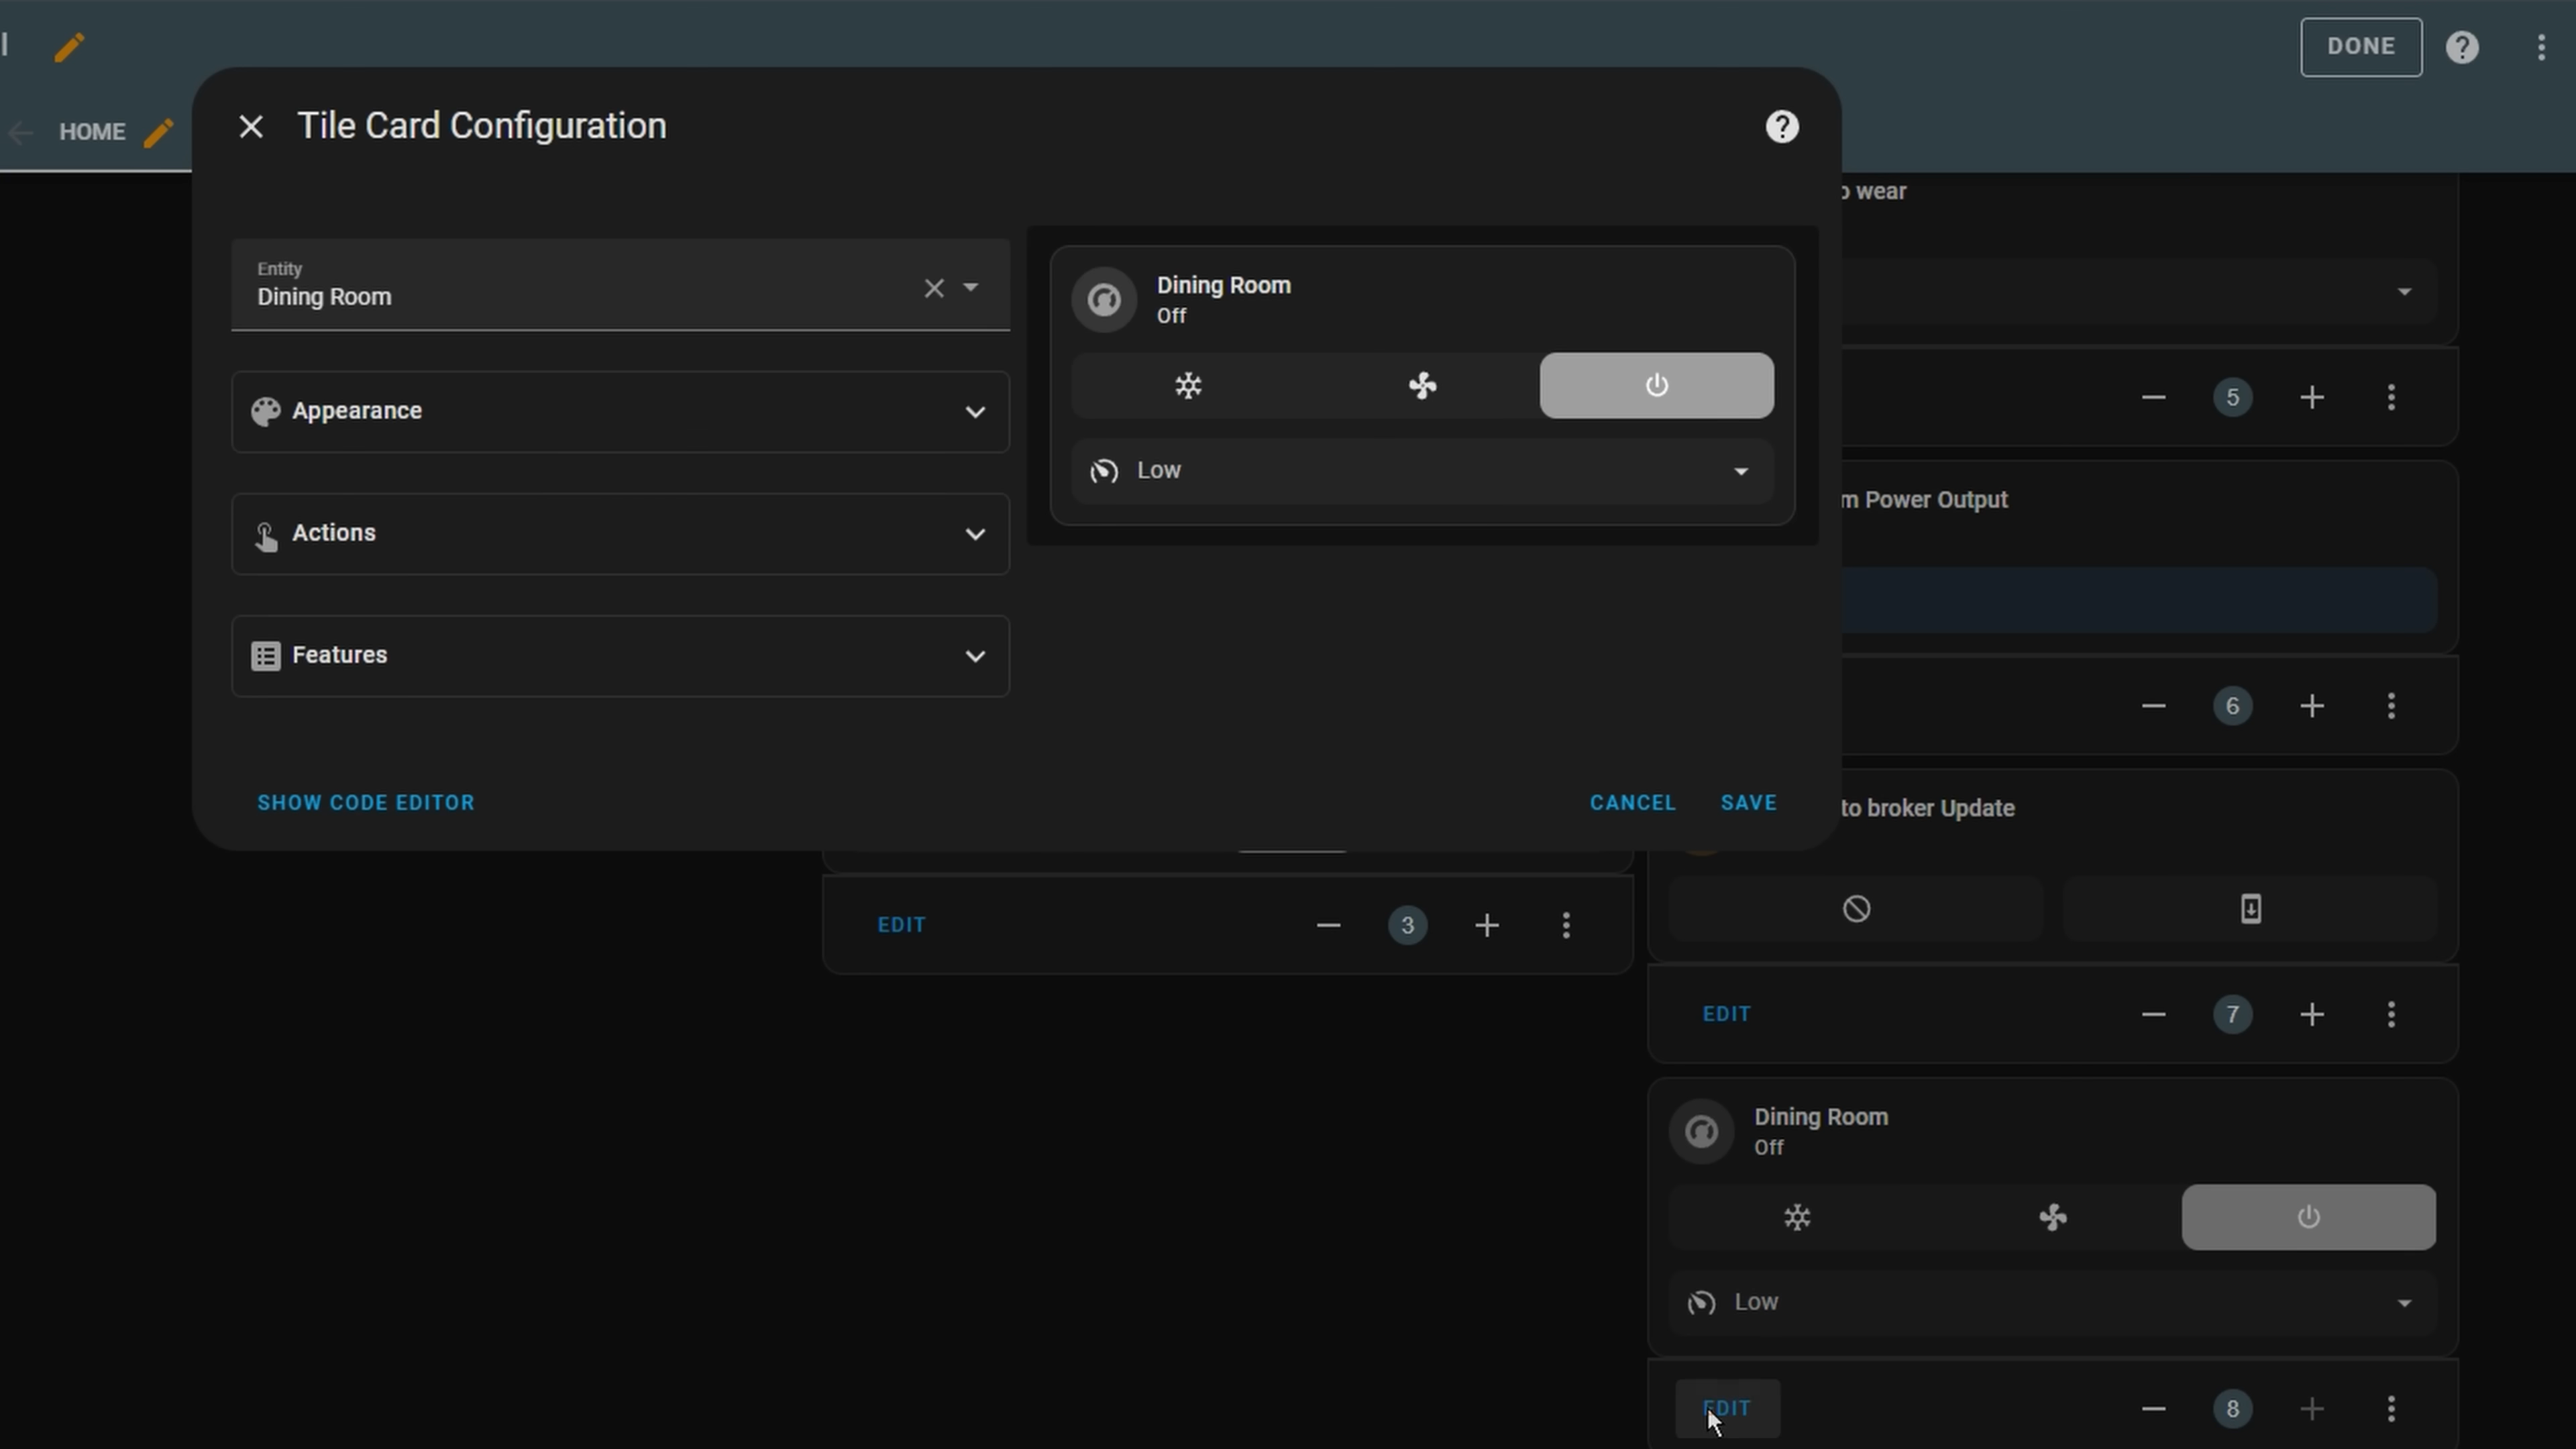 DONE
HOME
Tile Card Configuration
Entity
Dining Room
Appearance
Actions
Features
Dining Room
Off
Low
SHOW CODE EDITOR
CANCEL
SAVE
wear
5
Power Output
6
to broker Update
EDIT
3
EDIT
7
Dining Room
Off
Low
EDIT
8